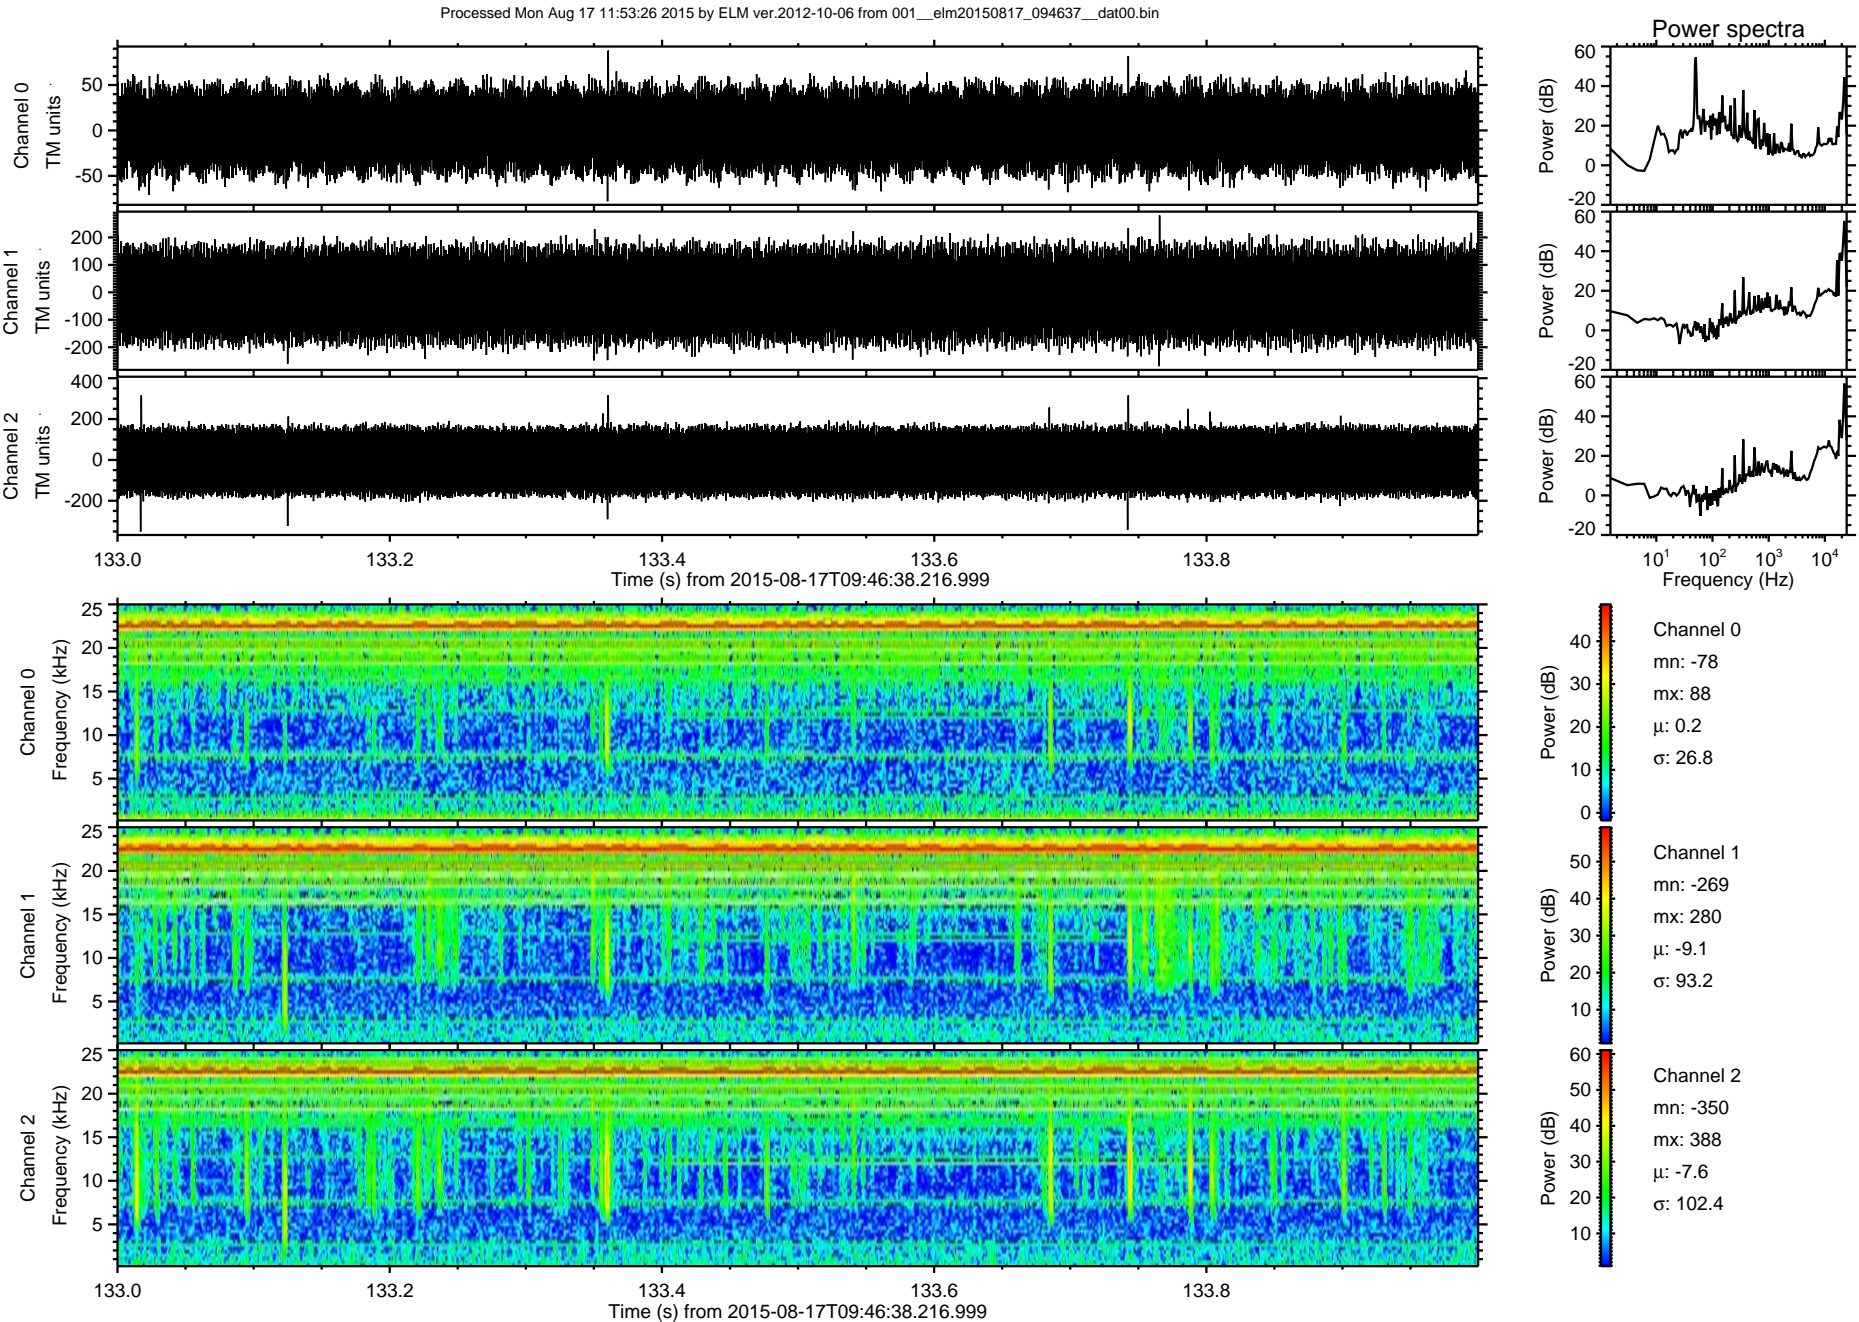 Processed Mon Aug 17 11:53:26 2015 by ELM ver.2012-10-06 from 001__elm20150817_094637__dat00.bin
Power spectra
Channel 0
TM units
50
0
-50
Power (dB)
60
40
20
0
-20
Channel 1
TM units
200
100
0
-100
-200
Power (dB)
60
40
20
0
-20
Channel 2
TM units
400
200
0
-200
Power (dB)
60
40
20
0
-20
133.0 133.2 133.4 133.6 133.8
Time (s) from 2015-08-17T09:46:38.216.999
10^1 10^2 10^3 10^4
Frequency (Hz)
Channel 0
Frequency (kHz)
25
20
15
10
5
Power (dB)
40
30
20
10
0
Channel 0
mn: -78
mx: 88
μ: 0.2
σ: 26.8
Channel 1
Frequency (kHz)
25
20
15
10
5
Power (dB)
50
40
30
20
10
Channel 1
mn: -269
mx: 280
μ: -9.1
σ: 93.2
Channel 2
Frequency (kHz)
25
20
15
10
5
Power (dB)
60
50
40
30
20
10
Channel 2
mn: -350
mx: 388
μ: -7.6
σ: 102.4
133.0 133.2 133.4 133.6 133.8
Time (s) from 2015-08-17T09:46:38.216.999